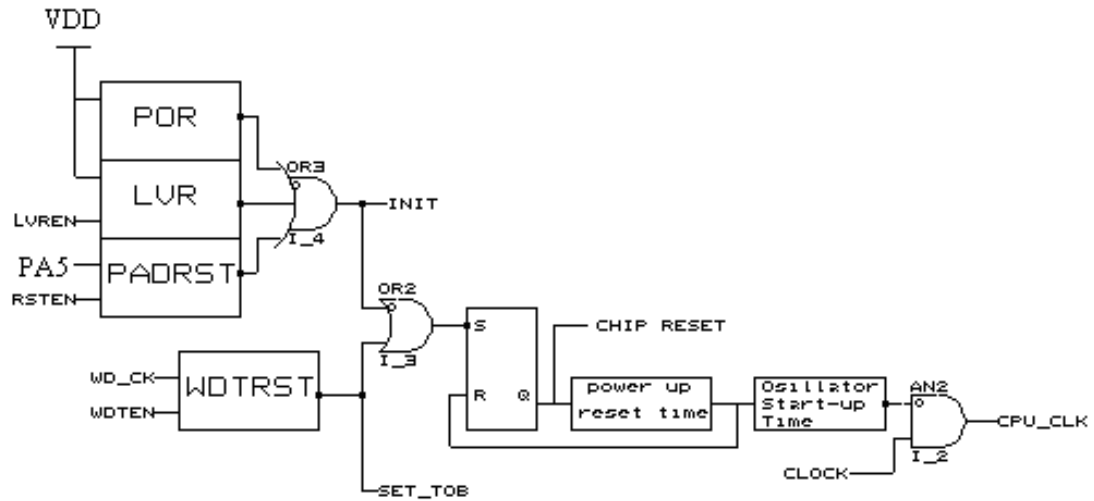 VDD
POR
OR3
LVR
INIT
LVREN
I_4
PA5
PADRST
RSTEN
OR2
S
CHIP RESET
I_3
WD_CK
WDTRST
WDTEN
R
Q
power up
reset time
Osillator
Start-up
Time
AN2
CPU_CLK
I_2
CLOCK
SET_TOB